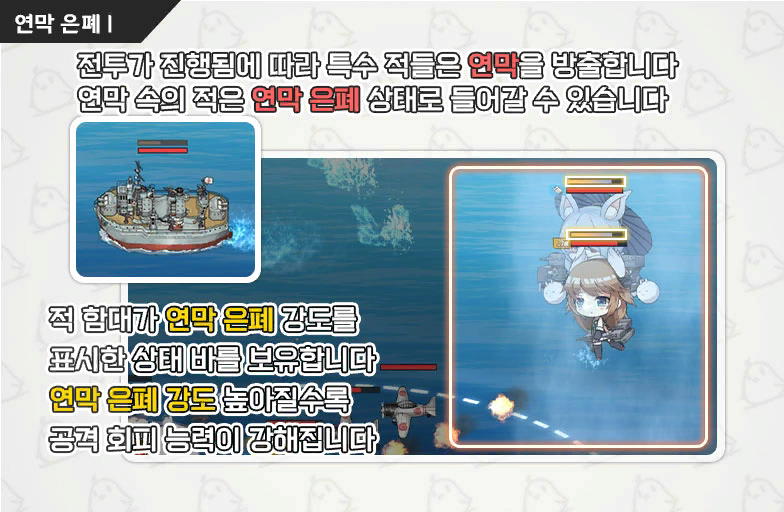 연막 은폐 I
전투가 진행됨에 따라 특수 적들은 연막을 방출합니다
연막 속의 적은 연막 은폐 상태로 들어갈 수 있습니다
적 함대가 연막 은폐 강도를
표시한 상태 바를 보유합니다
연막 은폐 강도 높아질수록
공격 회피 능력이 강해집니다